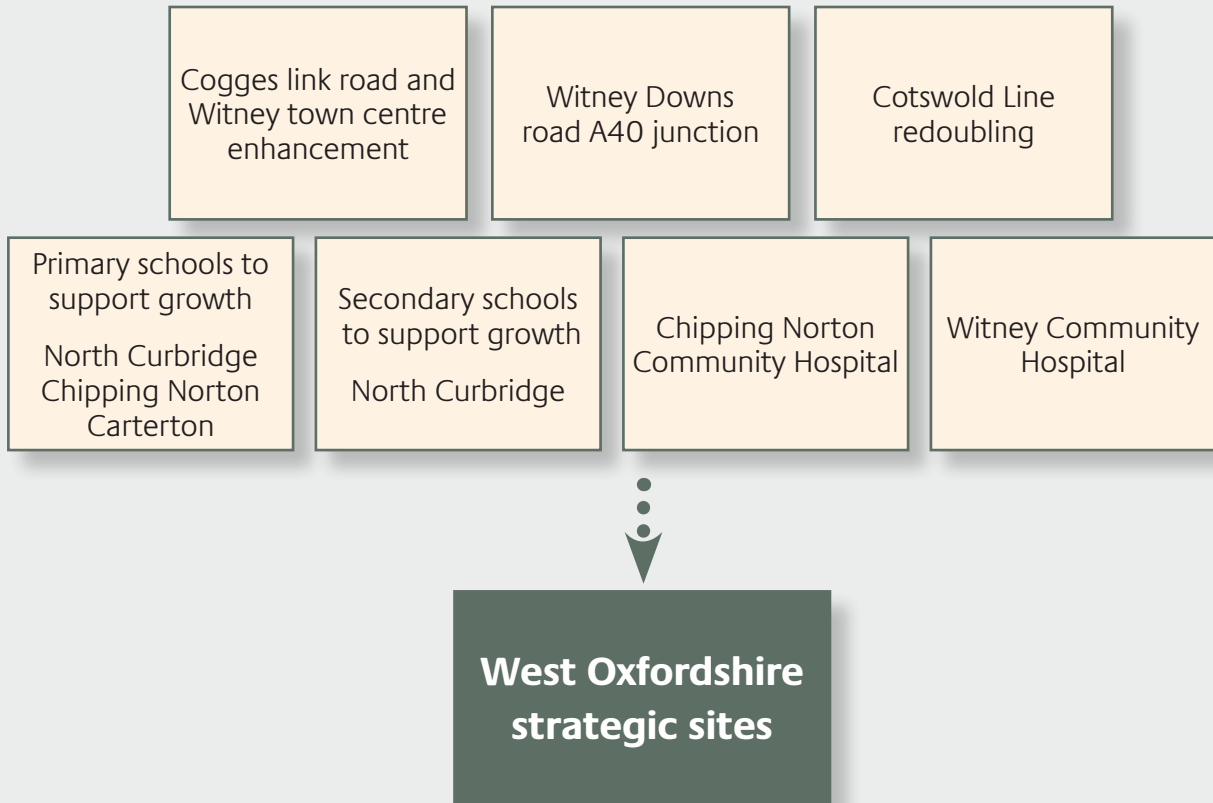 Cogges link road and
Witney town centre
enhancement
Witney Downs
road A40 junction
Cotswold Line
redoubling
Primary schools to
support growth
North Curbridge
Chipping Norton
Carterton
Secondary schools
to support growth
North Curbridge
Chipping Norton
Community Hospital
Witney Community
Hospital
West Oxfordshire
strategic sites